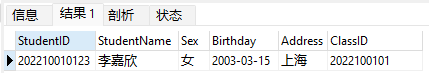 信息 结果 1 剖析 状态
StudentID StudentName Sex Birthday Address ClassID
202210010123 李嘉欣 女 2003-03-15 上海 2022100101